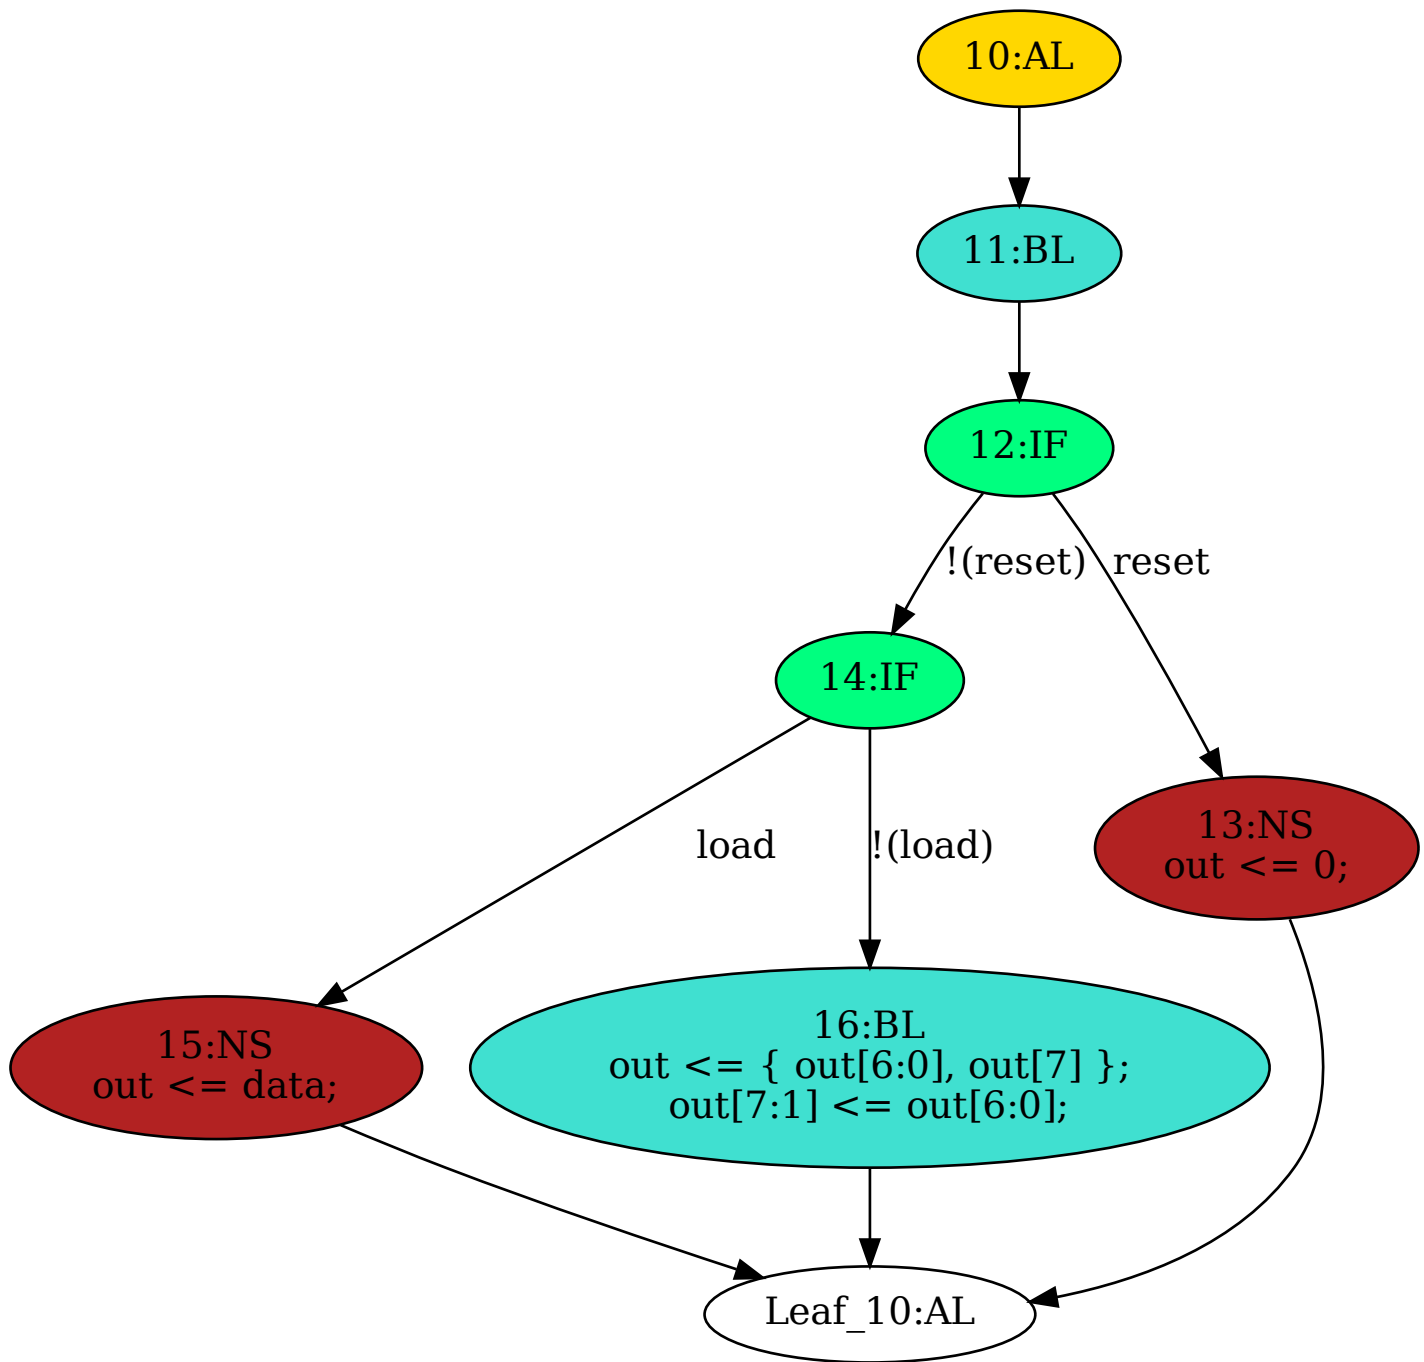 10:AL
11:BL
12:IF
!(reset)
reset
14:IF
13:NS
out <= 0;
load
!(load)
15:NS
out <= data;
16:BL
out <= { out[6:0], out[7] };
out[7:1] <= out[6:0];
Leaf_10:AL